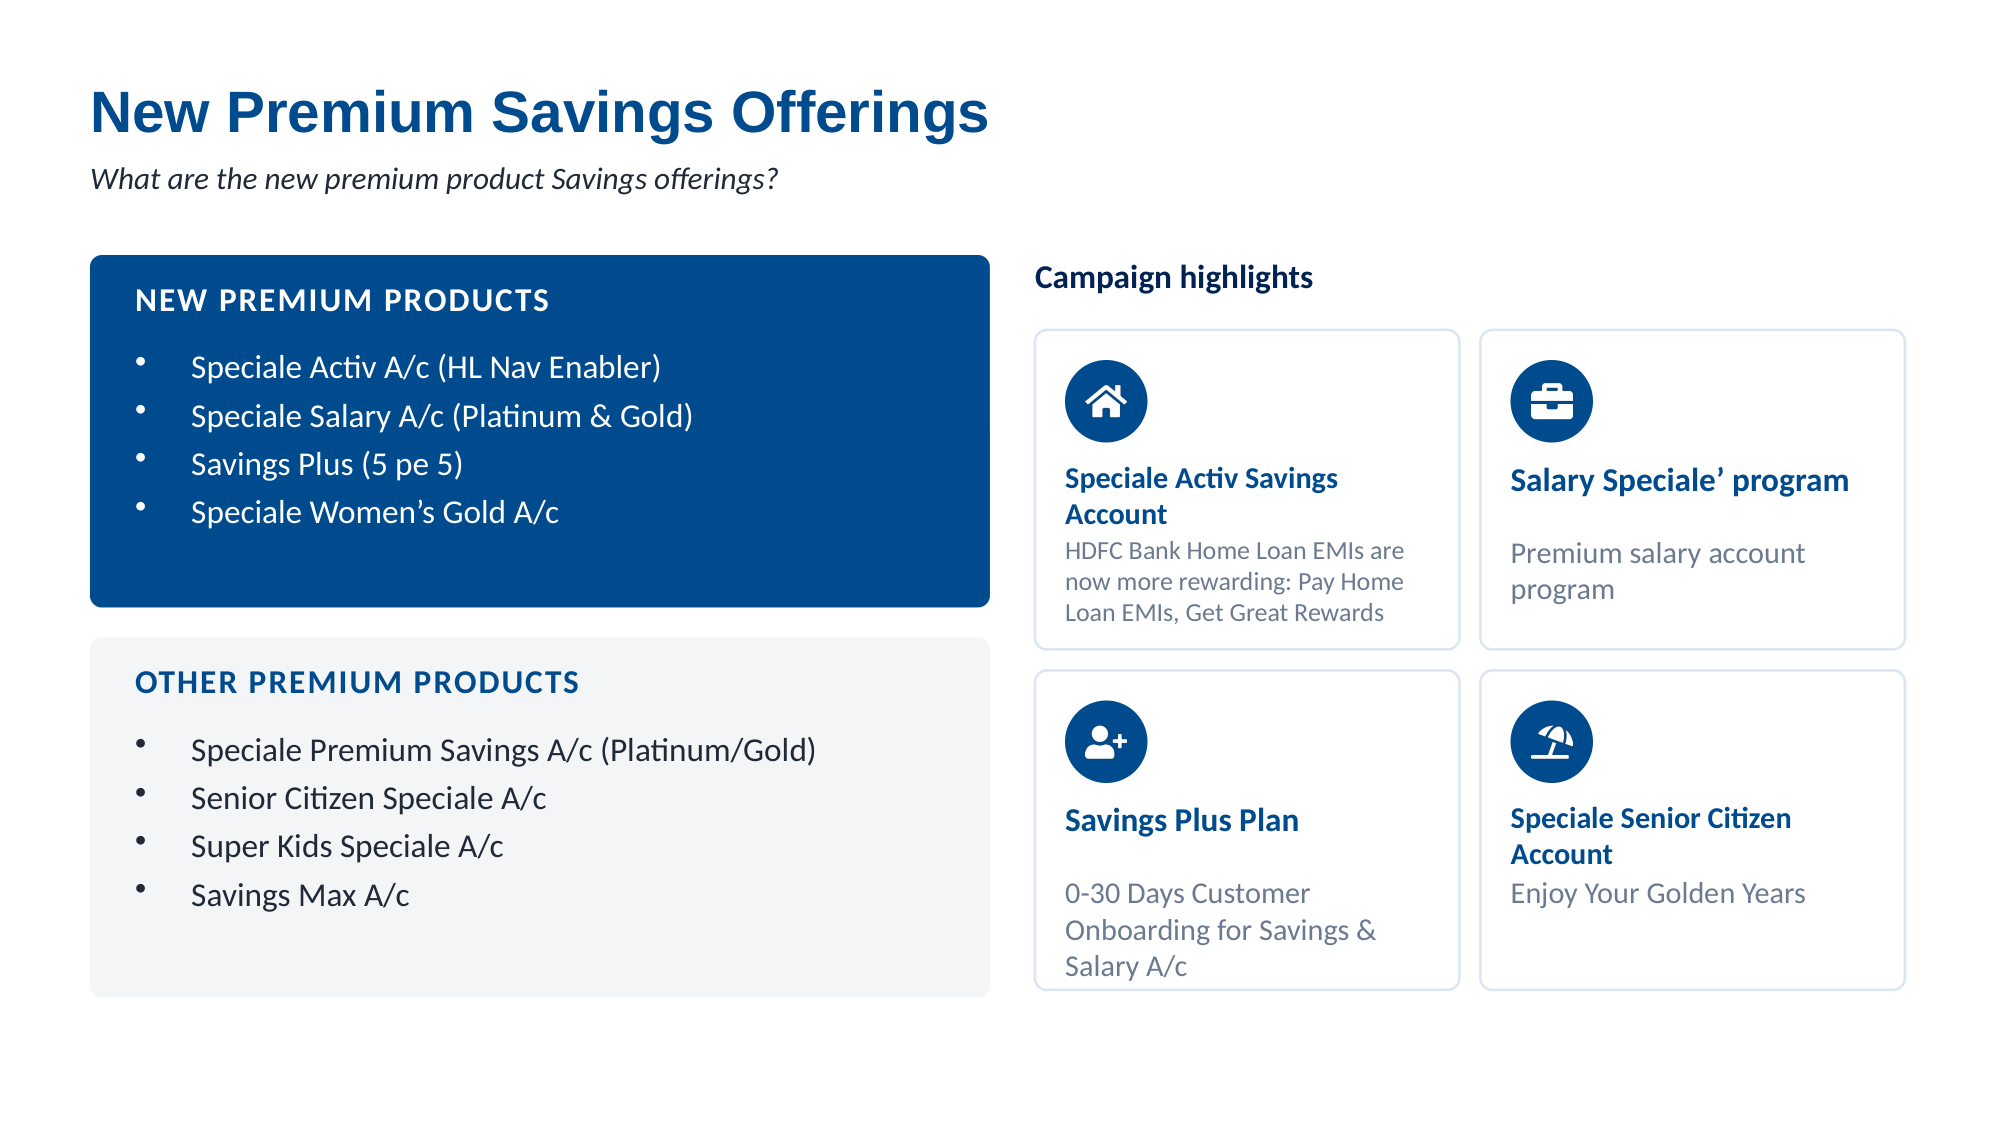 New Premium Savings Offerings
What are the new premium product Savings offerings?
NEW PREMIUM PRODUCTS
• Speciale Activ A/c (HL Nav Enabler)
• Speciale Salary A/c (Platinum & Gold)
• Savings Plus (5 pe 5)
• Speciale Women’s Gold A/c
OTHER PREMIUM PRODUCTS
• Speciale Premium Savings A/c (Platinum/Gold)
• Senior Citizen Speciale A/c
• Super Kids Speciale A/c
• Savings Max A/c
Campaign highlights
Speciale Activ Savings
Account
HDFC Bank Home Loan EMIs are
now more rewarding: Pay Home
Loan EMIs, Get Great Rewards
Salary Speciale’ program
Premium salary account
program
Savings Plus Plan
0-30 Days Customer
Onboarding for Savings &
Salary A/c
Speciale Senior Citizen
Account
Enjoy Your Golden Years